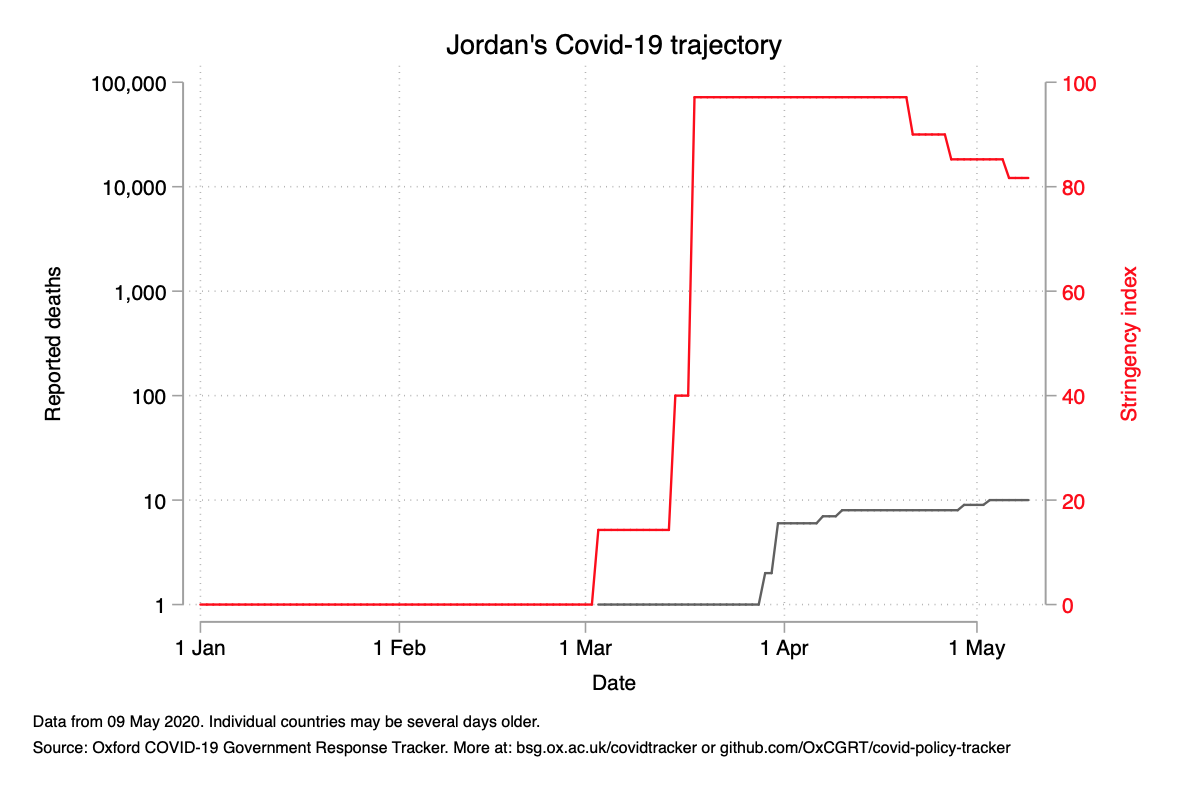 Jordan's Covid-19 trajectory
100,000
10,000
1,000
100
10
1
Reported deaths
100
80
60
40
20
0
Stringency index
1 Jan
1 Feb
1 Mar
1 Apr
1 May
Date
Data from 09 May 2020. Individual countries may be several days older.
Source: Oxford COVID-19 Government Response Tracker. More at: bsg.ox.ac.uk/covidtracker or github.com/OxCGRT/covid-policy-tracker